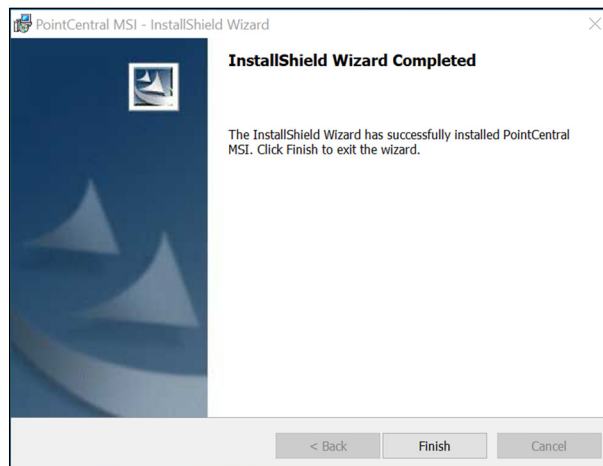 PointCentral MSI - InstallShield Wizard
InstallShield Wizard Completed
The InstallShield Wizard has successfully installed PointCentral
MSI. Click Finish to exit the wizard.
< Back Finish Cancel